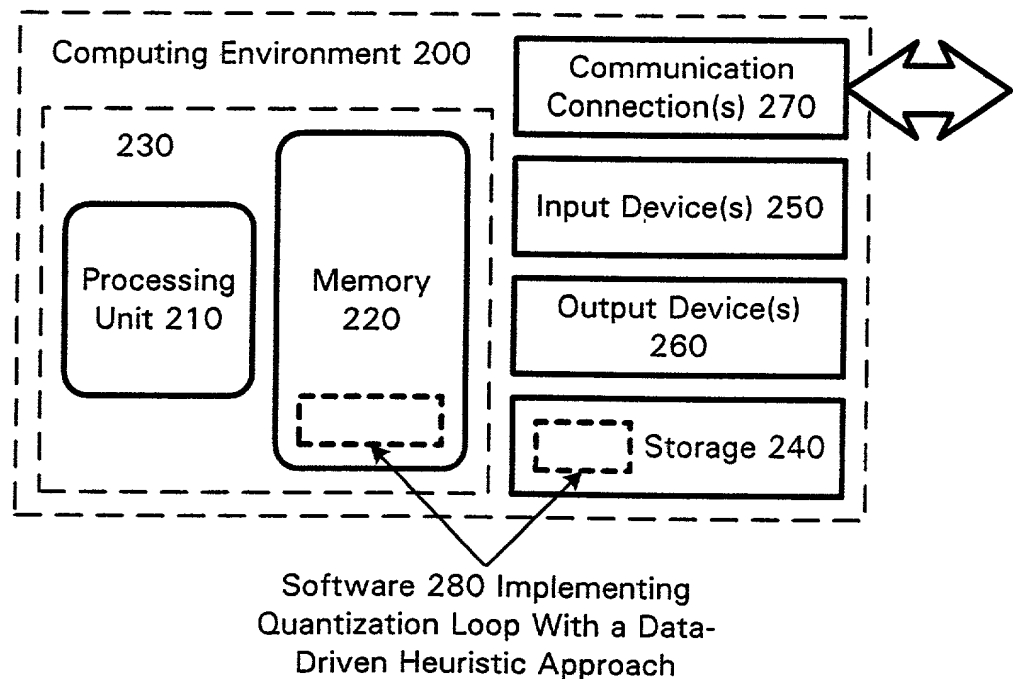 Computing Environment 200
Communication
Connection(s) 270
230
Input Device(s) 250
Processing
Unit 210
Memory
220
Output Device(s)
260
Storage 240
Software 280 Implementing
Quantization Loop With a Data-
Driven Heuristic Approach